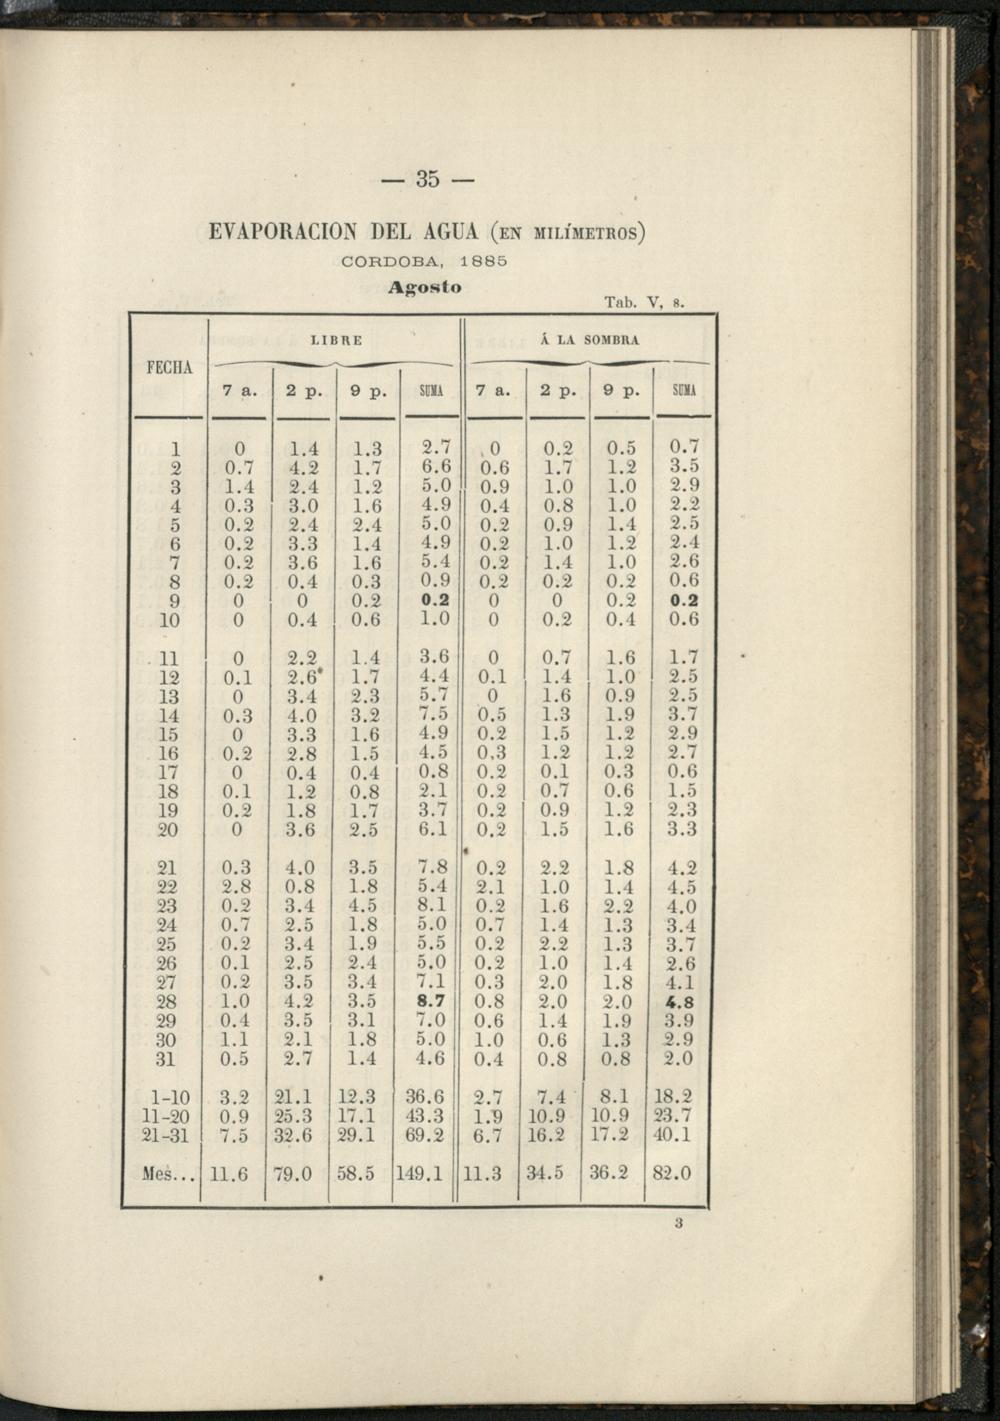 — 35 —
EVAPORACION DEL AGUA (EN MILÍMETROS)
CORDOBA, 1885
Agosto
Tab. V, 8.
FECHA LIBRE Á LA SOMBRA
7 a. 2 p. 9 p. SUMA 7 a. 2 p. 9 p. SUMA
1 0 1.4 1.3 2.7 0 0.2 0.5 0.7
2 0.7 4.2 1.7 6.6 0.6 1.7 1.2 3.5
3 1.4 2.4 1.2 5.0 0.9 1.0 1.0 2.9
4 0.3 3.0 1.6 4.9 0.4 0.8 1.0 2.2
5 0.2 2.4 2.4 5.0 0.2 0.9 1.4 2.5
6 0.2 3.3 1.4 4.9 0.2 1.0 1.2 2.4
7 0.2 3.6 1.6 5.4 0.2 1.4 1.0 2.6
8 0.2 0.4 0.3 0.9 0.2 0.2 0.2 0.6
9 0 0 0.2 0.2 0 0 0.2 0.2
10 0 0.4 0.6 1.0 0 0.2 0.4 0.6
11 0 2.2 1.4 3.6 0 0.7 1.6 1.7
12 0.1 2.6 1.7 4.4 0.1 1.4 1.0 2.5
13 0 3.4 2.3 5.7 0 1.6 0.9 2.5
14 0.3 4.0 3.2 7.5 0.5 1.3 1.9 3.7
15 0 3.3 1.6 4.9 0.2 1.5 1.2 2.9
16 0.2 2.8 1.5 4.5 0,3 1.2 1.2 2.7
17 0 0.4 0.4 0.8 0.2 0.1 0.3 0.6
18 0.1 1.2 0.8 2.1 0.2 0.7 0.6 1.5
19 0.2 1.8 1.7 3.7 0.2 0.9 1.2 2.3
20 0 3.6 2.5 6.1 0.2 1.5 1.6 3.3
21 0.3 4.0 3.5 7.8 0.2 2.2 1.8 4.2
22 2.8 0.8 1.8 5.4 2.1 1.0 1.4 4.5
23 0.2 3.4 4.5 8.1 0.2 1.6 2.2 4.0
24 0.7 2.5 1.8 5.0 0.7 1.4 1.3 3.4
25 0.2 3.4 1.9 5.5 0.2 2.2 1.3 3.7
26 0.1 2.5 2.4 5.0 0.2 1.0 1.4 2.6
27 0.2 3.5 3.4 7.1 0.3 2.0 1.8 4.1
28 1.0 4.2 3.5 8.7 0.8 2.0 2.0 4.8
29 0.4 3.5 3.1 7.0 0.6 1.4 1.9 3.9
30 1.1 2.1 1.8 5.0 1.0 0.6 1.3 2.9
31 0.5 2.7 1.4 4.6 0.4 0.8 0.8 2.0
1-10 3.2 21.1 12.3 36.6 2.7 7.4 8.1 18.2
11-20 0.9 25.3 17.1 43.3 1.9 10.9 10.9 23.7
21-31 7.5 32.6 29.1 69.2 6.7 16.2 17.2 40.1
Mes... 11.6 79.0 58.5 149.1 11.3 34.5 36.2 82.0
3